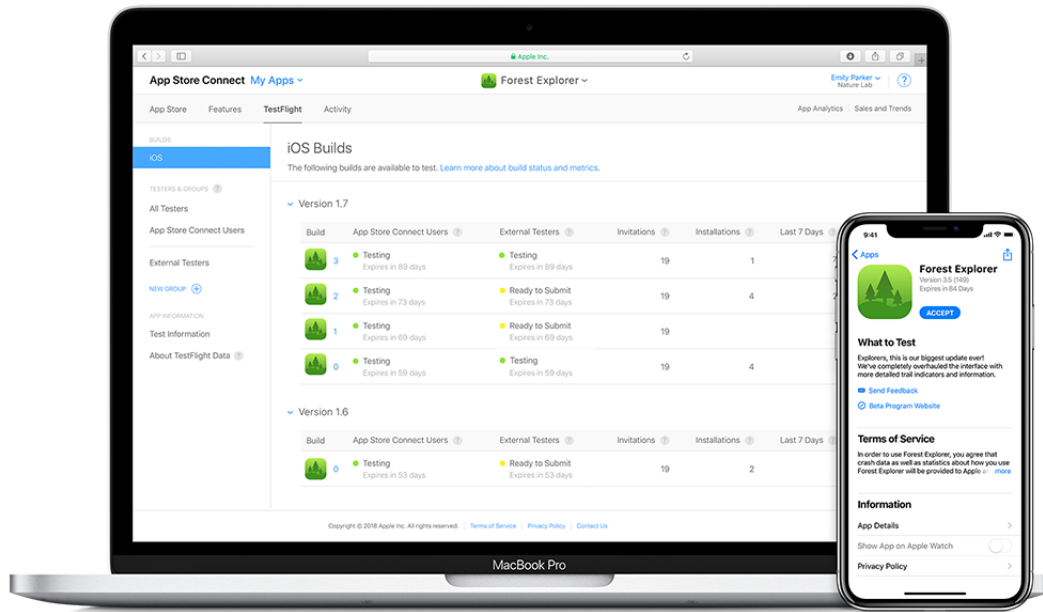 Apple Inc.
App Store Connect My Apps
Forest Explorer
Emily Parker
Nature Lab
?
App Store Features TestFlight Activity
App Analytics Sales and Trends
BUILDS
iOS
TESTERS & GROUPS ?
All Testers
App Store Connect Users
External Testers
NEW GROUP
APP INFORMATION
Test Information
About TestFlight Data ?
iOS Builds
The following builds are available to test. Learn more about build status and metrics.
Version 1.7
Build App Store Connect Users ? External Testers ? Invitations ? Installations ? Last 7 Days ?
3 Testing Testing 19 1
Expires in 89 days Expires in 89 days
2 Testing Ready to Submit 19 4
Expires in 73 days Expires in 73 days
1 Testing Ready to Submit 19
Expires in 69 days Expires in 69 days
0 Testing Testing 19 4
Expires in 59 days Expires in 59 days
Version 1.6
Build App Store Connect Users ? External Testers ? Invitations ? Installations ? Last 7 Days ?
0 Testing Ready to Submit 19 2
Expires in 53 days Expires in 53 days
Copyright © 2018 Apple Inc. All rights reserved. Terms of Service Privacy Policy Contact Us
MacBook Pro
9:41
Apps
Forest Explorer
Version 3.5 (149)
Expires in 84 Days
ACCEPT
What to Test
Explorers, this is our biggest update ever!
We've completely overhauled the interface with
more detailed trail indicators and information.
Send Feedback
Beta Program Website
Terms of Service
In order to use Forest Explorer, you agree that
crash data as well as statistics about how you use
Forest Explorer will be provided to Apple more
Information
App Details
Show App on Apple Watch
Privacy Policy